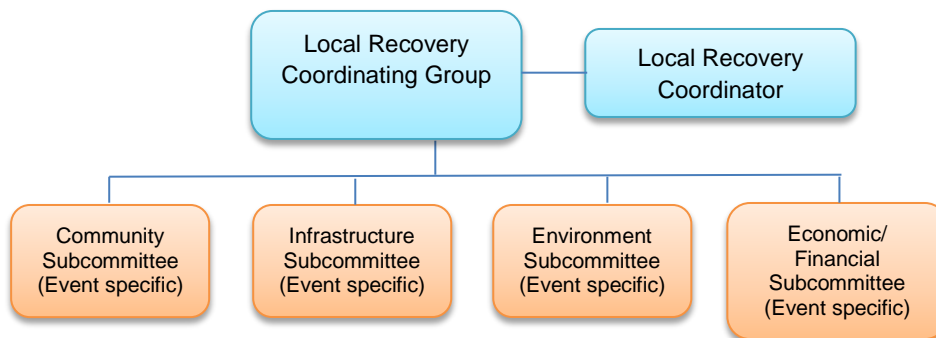 Local Recovery
Coordinating Group
Local Recovery
Coordinator
Community
Subcommittee
(Event specific)
Infrastructure
Subcommittee
(Event specific)
Environment
Subcommittee
(Event specific)
Economic/
Financial
Subcommittee
(Event specific)